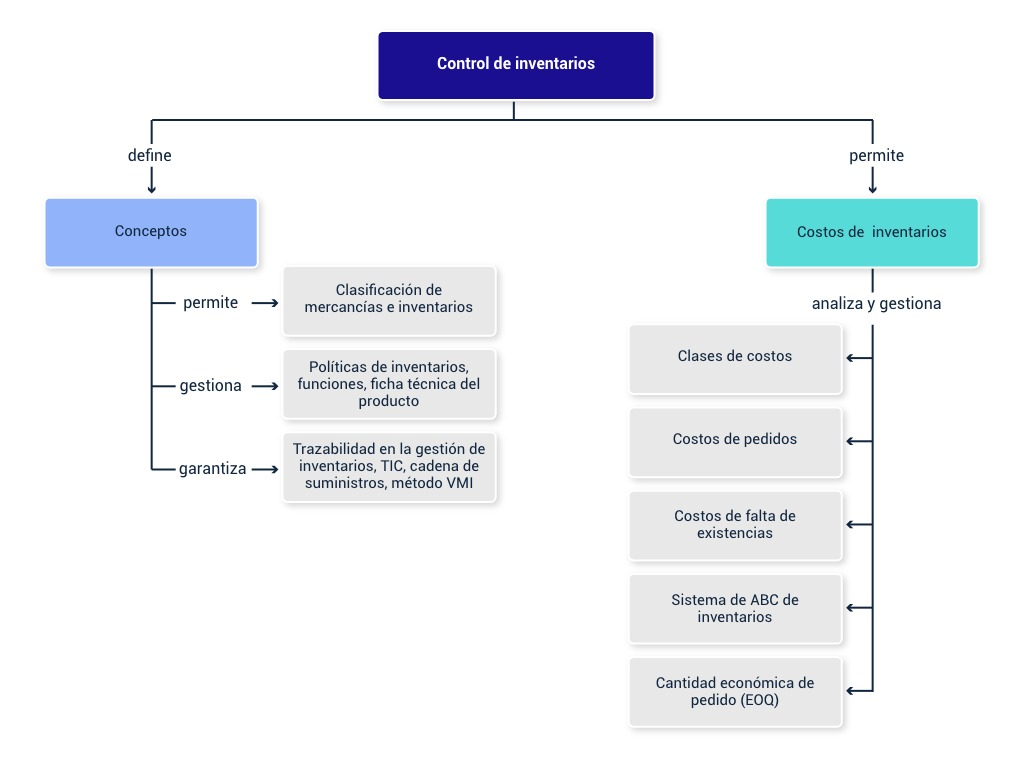 Control de inventarios
define
permite
Conceptos
Costos de inventarios
permite
Clasificación de
mercancías e inventarios
gestiona
Políticas de inventarios,
funciones, ficha técnica del
producto
garantiza
Trazabilidad en la gestión de
inventarios, TIC, cadena de
suministros, método VMI
analiza y gestiona
Clases de costos
Costos de pedidos
Costos de falta de
existencias
Sistema de ABC de
inventarios
Cantidad económica de
pedido (EOQ)